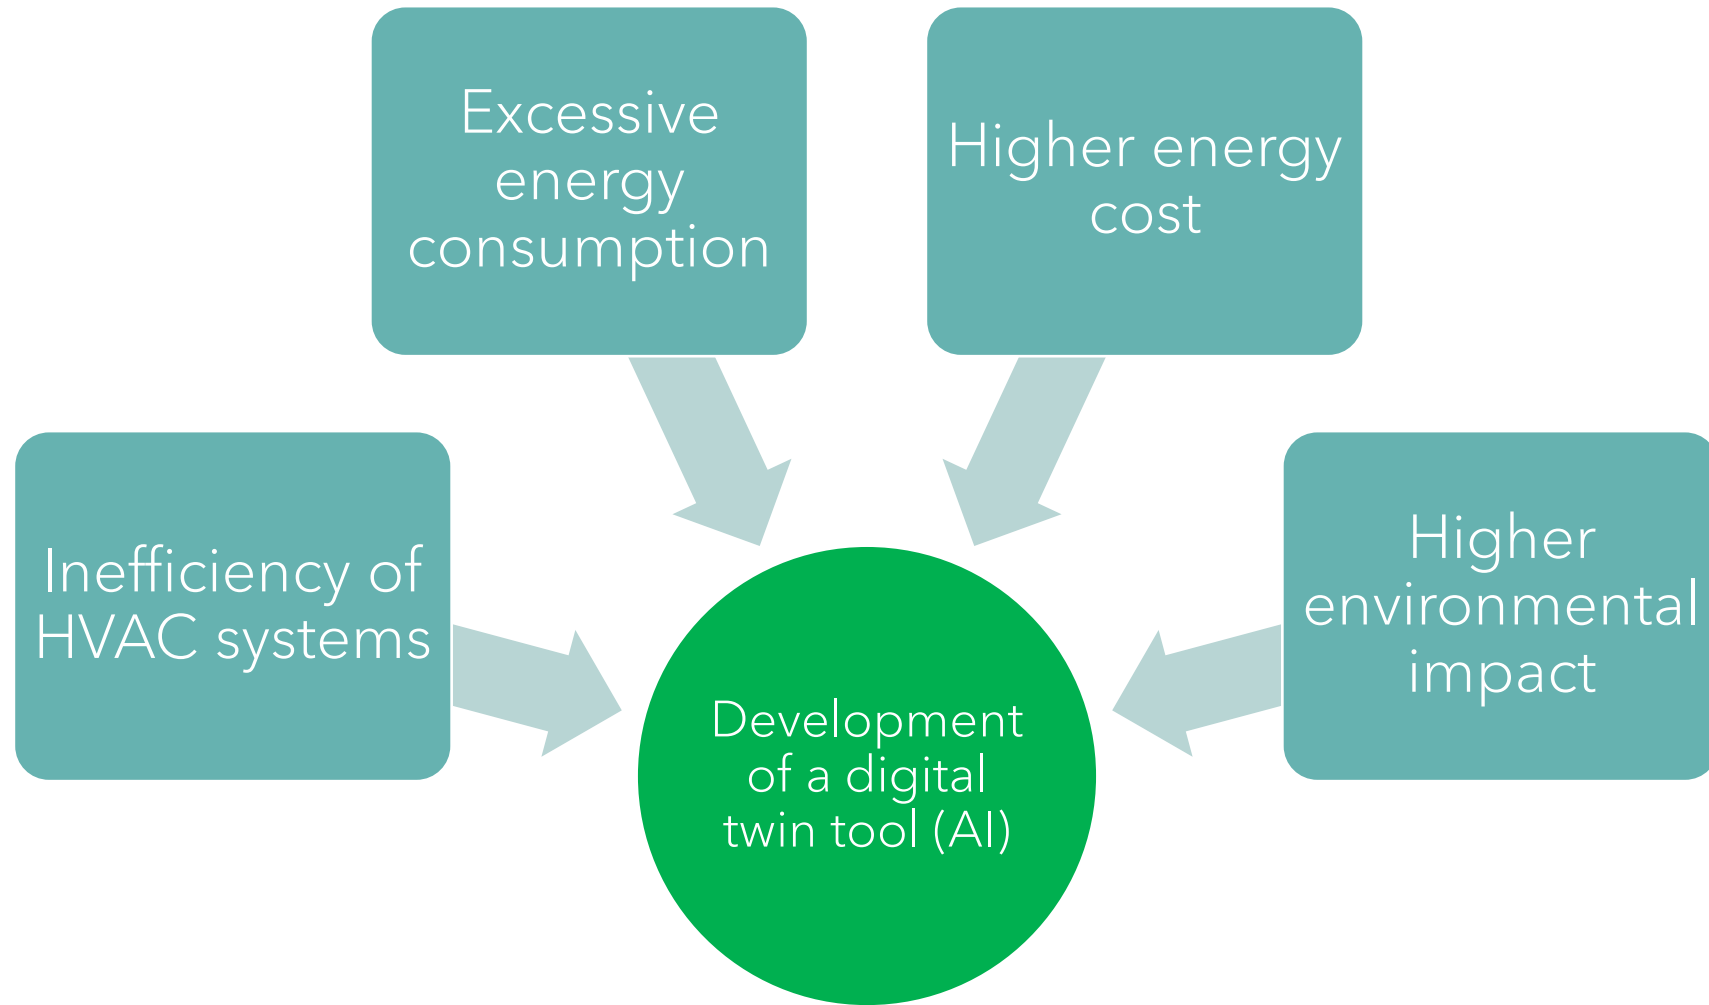 Excessive
energy
consumption
Higher energy
cost
Inefficiency of
HVAC systems
Higher
environmental
impact
Development
of a digital
twin tool (AI)